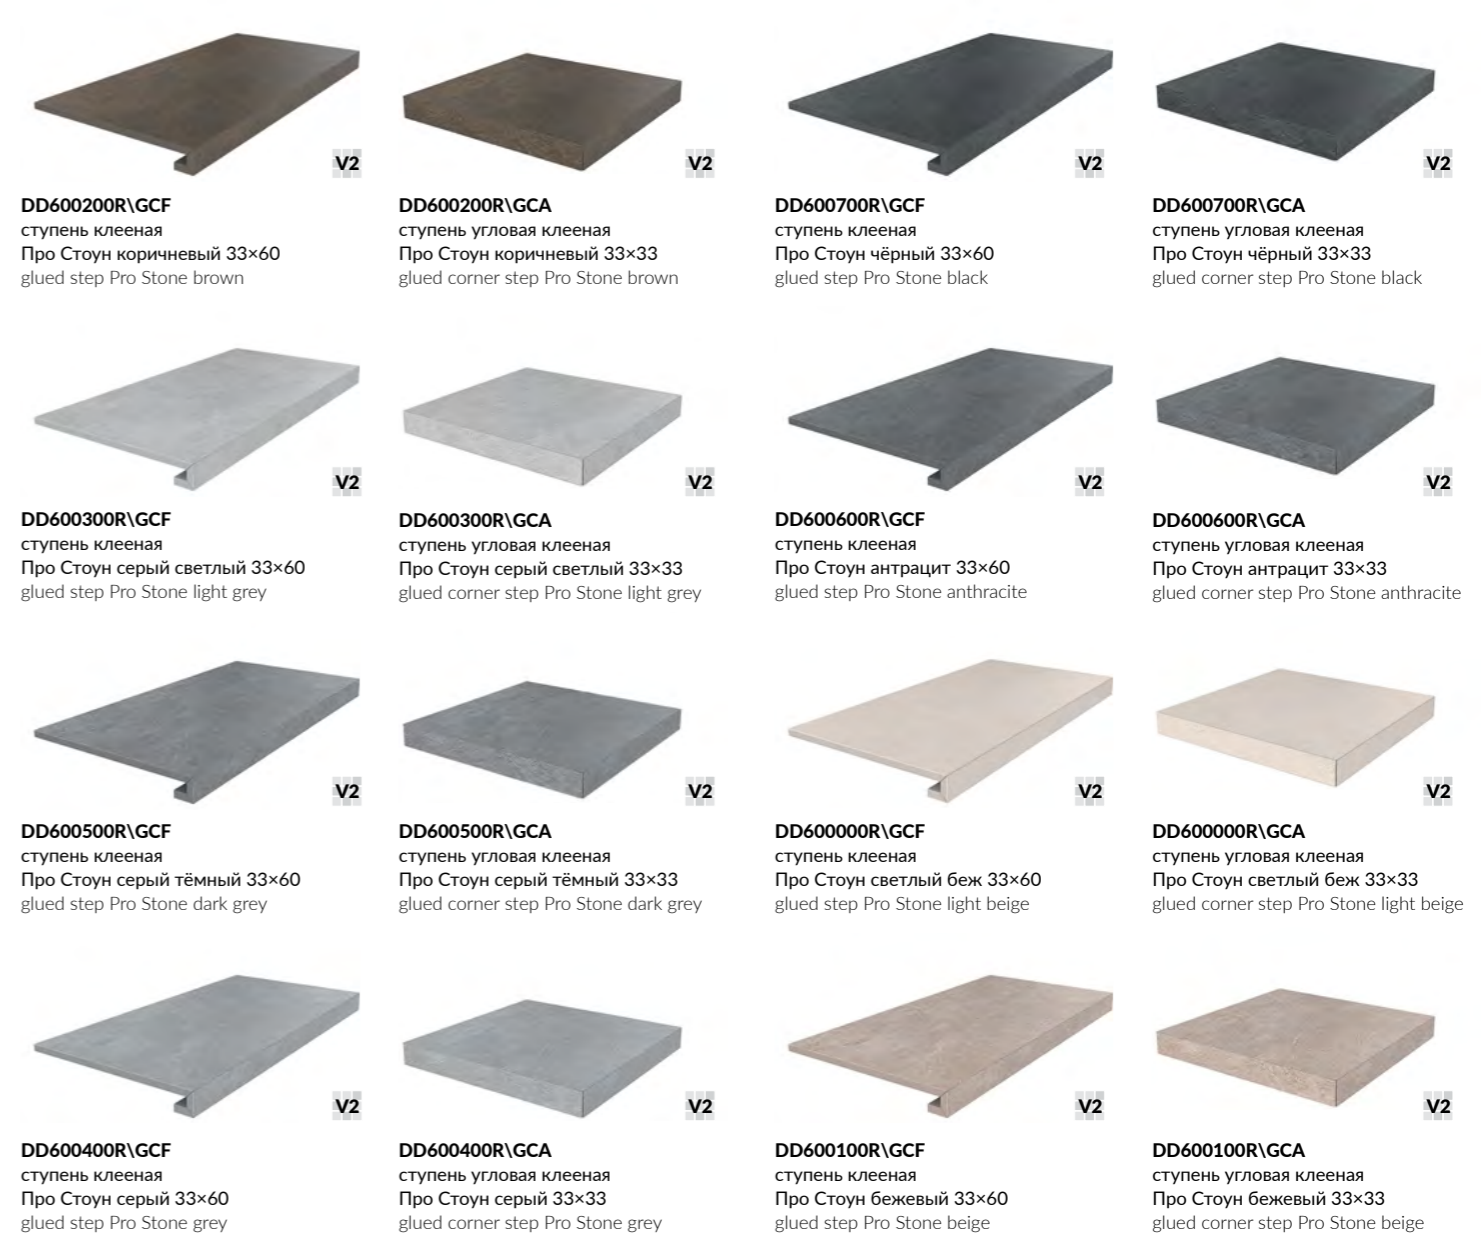 V2
DD600200R\GCF
ступень клееная
Про Стоун коричневый 33×60
glued step Pro Stone brown
V2
DD600200R\GCA
ступень угловая клееная
Про Стоун коричневый 33×33
glued corner step Pro Stone brown
V2
DD600700R\GCF
ступень клееная
Про Стоун чёрный 33×60
glued step Pro Stone black
V2
DD600700R\GCA
ступень угловая клееная
Про Стоун чёрный 33×33
glued corner step Pro Stone black
V2
DD600300R\GCF
ступень клееная
Про Стоун серый светлый 33×60
glued step Pro Stone light grey
V2
DD600300R\GCA
ступень угловая клееная
Про Стоун серый светлый 33×33
glued corner step Pro Stone light grey
V2
DD600600R\GCF
ступень клееная
Про Стоун антрацит 33×60
glued step Pro Stone anthracite
V2
DD600600R\GCA
ступень угловая клееная
Про Стоун антрацит 33×33
glued corner step Pro Stone anthracite
V2
DD600500R\GCF
ступень клееная
Про Стоун серый тёмный 33×60
glued step Pro Stone dark grey
V2
DD600500R\GCA
ступень угловая клееная
Про Стоун серый тёмный 33×33
glued corner step Pro Stone dark grey
V2
DD600000R\GCF
ступень клееная
Про Стоун светлый беж 33×60
glued step Pro Stone light beige
V2
DD600000R\GCA
ступень угловая клееная
Про Стоун светлый беж 33×33
glued corner step Pro Stone light beige
V2
DD600400R\GCF
ступень клееная
Про Стоун серый 33×60
glued step Pro Stone grey
V2
DD600400R\GCA
ступень угловая клееная
Про Стоун серый 33×33
glued corner step Pro Stone grey
V2
DD600100R\GCF
ступень клееная
Про Стоун бежевый 33×60
glued step Pro Stone beige
V2
DD600100R\GCA
ступень угловая клееная
Про Стоун бежевый 33×33
glued corner step Pro Stone beige